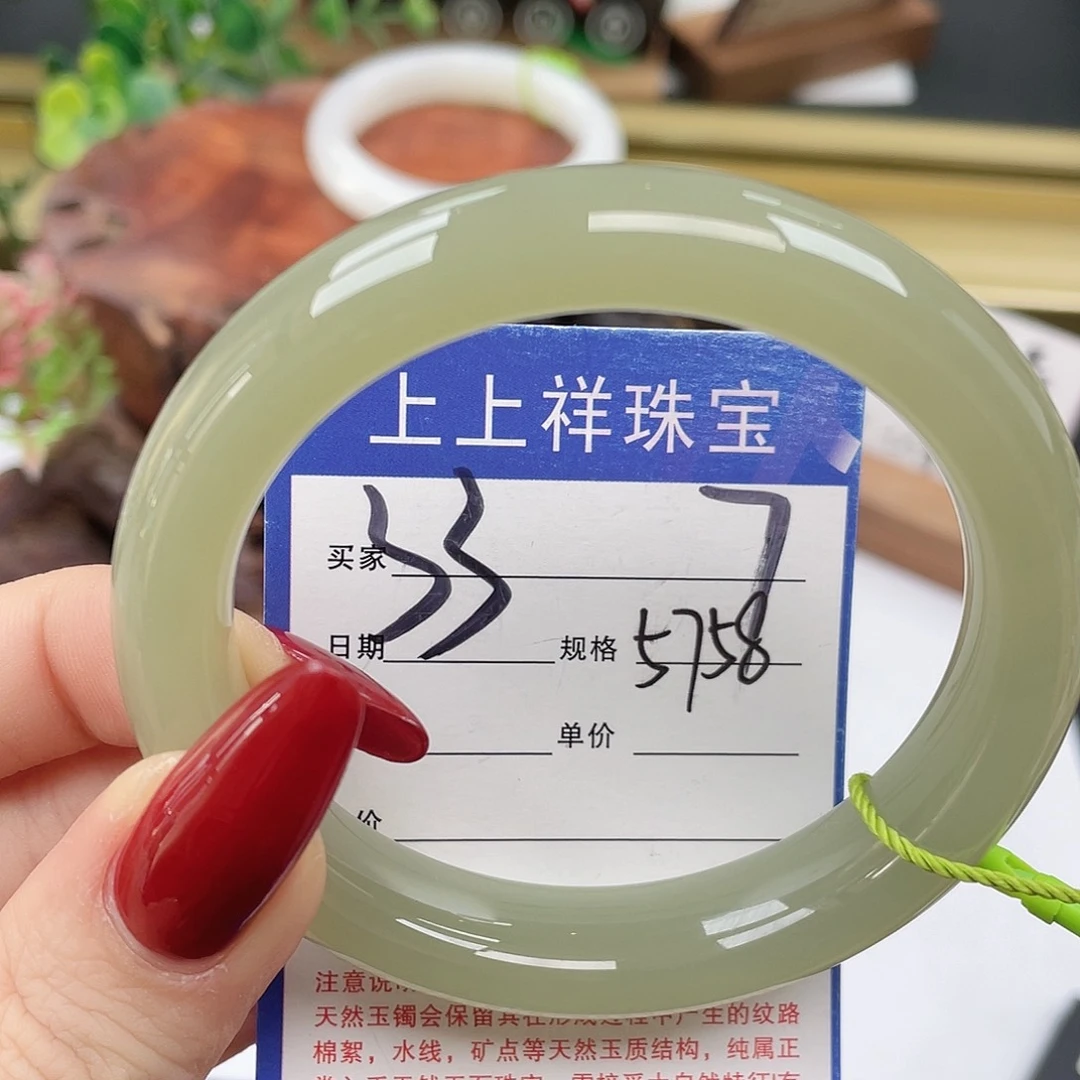 上上祥珠宝
33 7
买家
日期 规格 5758
单价
价
注意说
天然玉镯会保留其在形成过程中产生的纹路
棉絮，水线，矿点等天然玉质结构，纯属正